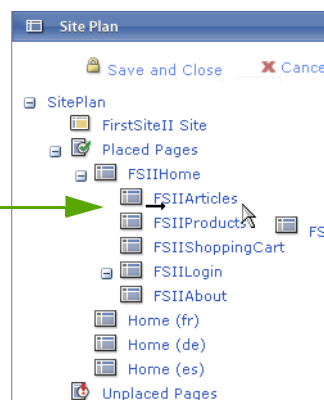 Site Plan
Save and Close Cance
SitePlan
FirstSiteII Site
Placed Pages
FSIIHome
FSIIArticles
FSIIProducts FS
FSIIShoppingCart
FSIILogin
FSIIAbout
Home (fr)
Home (de)
Home (es)
Unplaced Pages